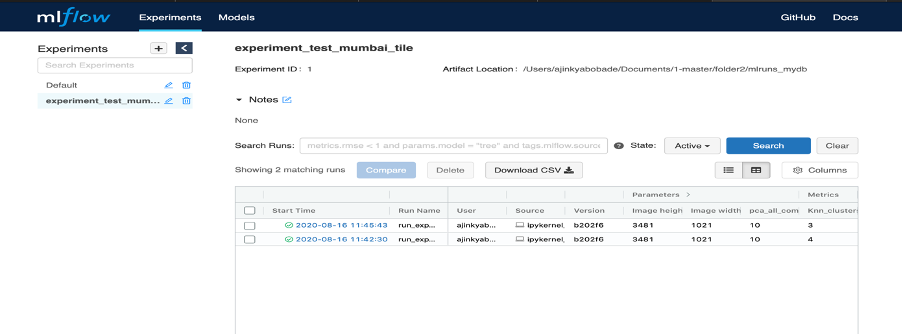 mlflow Experiments Models GitHub Docs
Experiments + <
Search Experiments
Default
experiment_test_mum...
experiment_test_mumbai_tile
Experiment ID: 1 Artifact Location: /Users/ajinkyabobade/Documents/1-master/folder2/mlruns_mydb
Notes
None
Search Runs: metrics.rmse < 1 and params.model = "tree" and tags.mlflow.source ? State: Active Search Clear
Showing 2 matching runs Compare Delete Download CSV Columns
Parameters > Metrics
Start Time Run Name User Source Version Image heigh Image width pca_all_com Knn_clusters
2020-08-16 11:45:43 run_exp... ajinkyab... ipykernel_ b202f6 3481 1021 10 3
2020-08-16 11:42:30 run_exp... ajinkyab... ipykernel_ b202f6 3481 1021 10 4